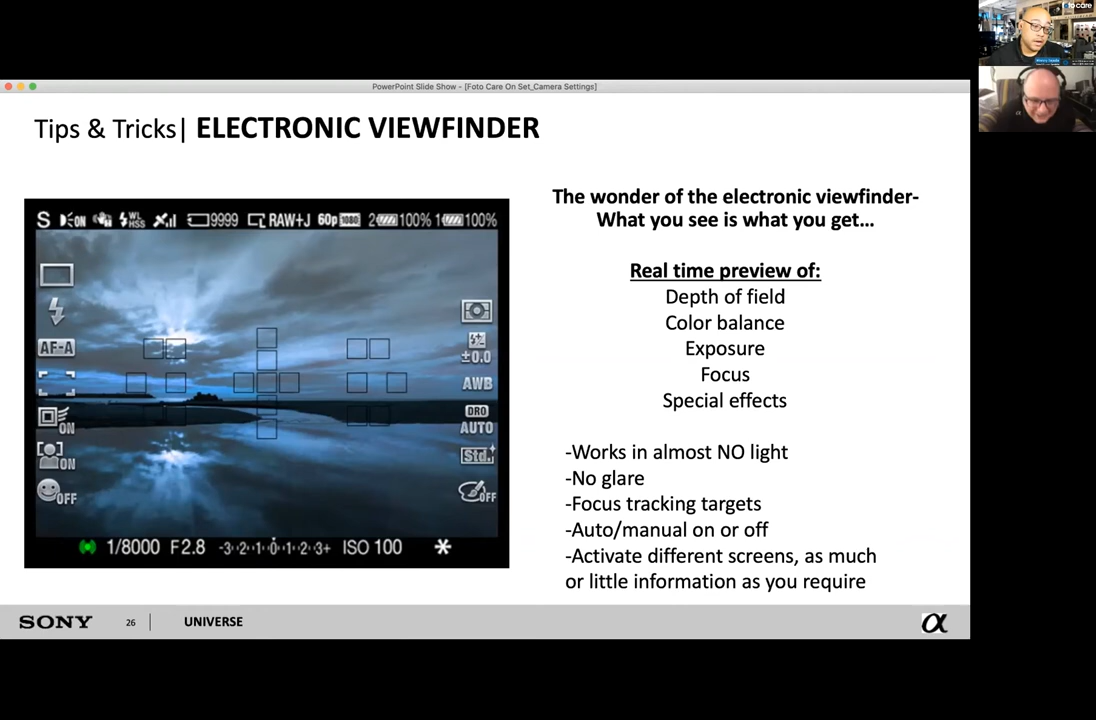 PowerPoint Slide Show - [Foto Care On Set_Camera Settings]
Tips & Tricks| ELECTRONIC VIEWFINDER
S ON WL HSS 9999 RAW+J 60p 1080 2 100% 1 100%
AF-A
ON
ON
OFF
±0.0
AWB
DRO
AUTO
Std.
OFF
1/8000 F2.8 -3·2·1·0·1·2·3+ ISO 100 *
The wonder of the electronic viewfinder-
What you see is what you get...
Real time preview of:
Depth of field
Color balance
Exposure
Focus
Special effects
-Works in almost NO light
-No glare
-Focus tracking targets
-Auto/manual on or off
-Activate different screens, as much
or little information as you require
SONY 26 | UNIVERSE α